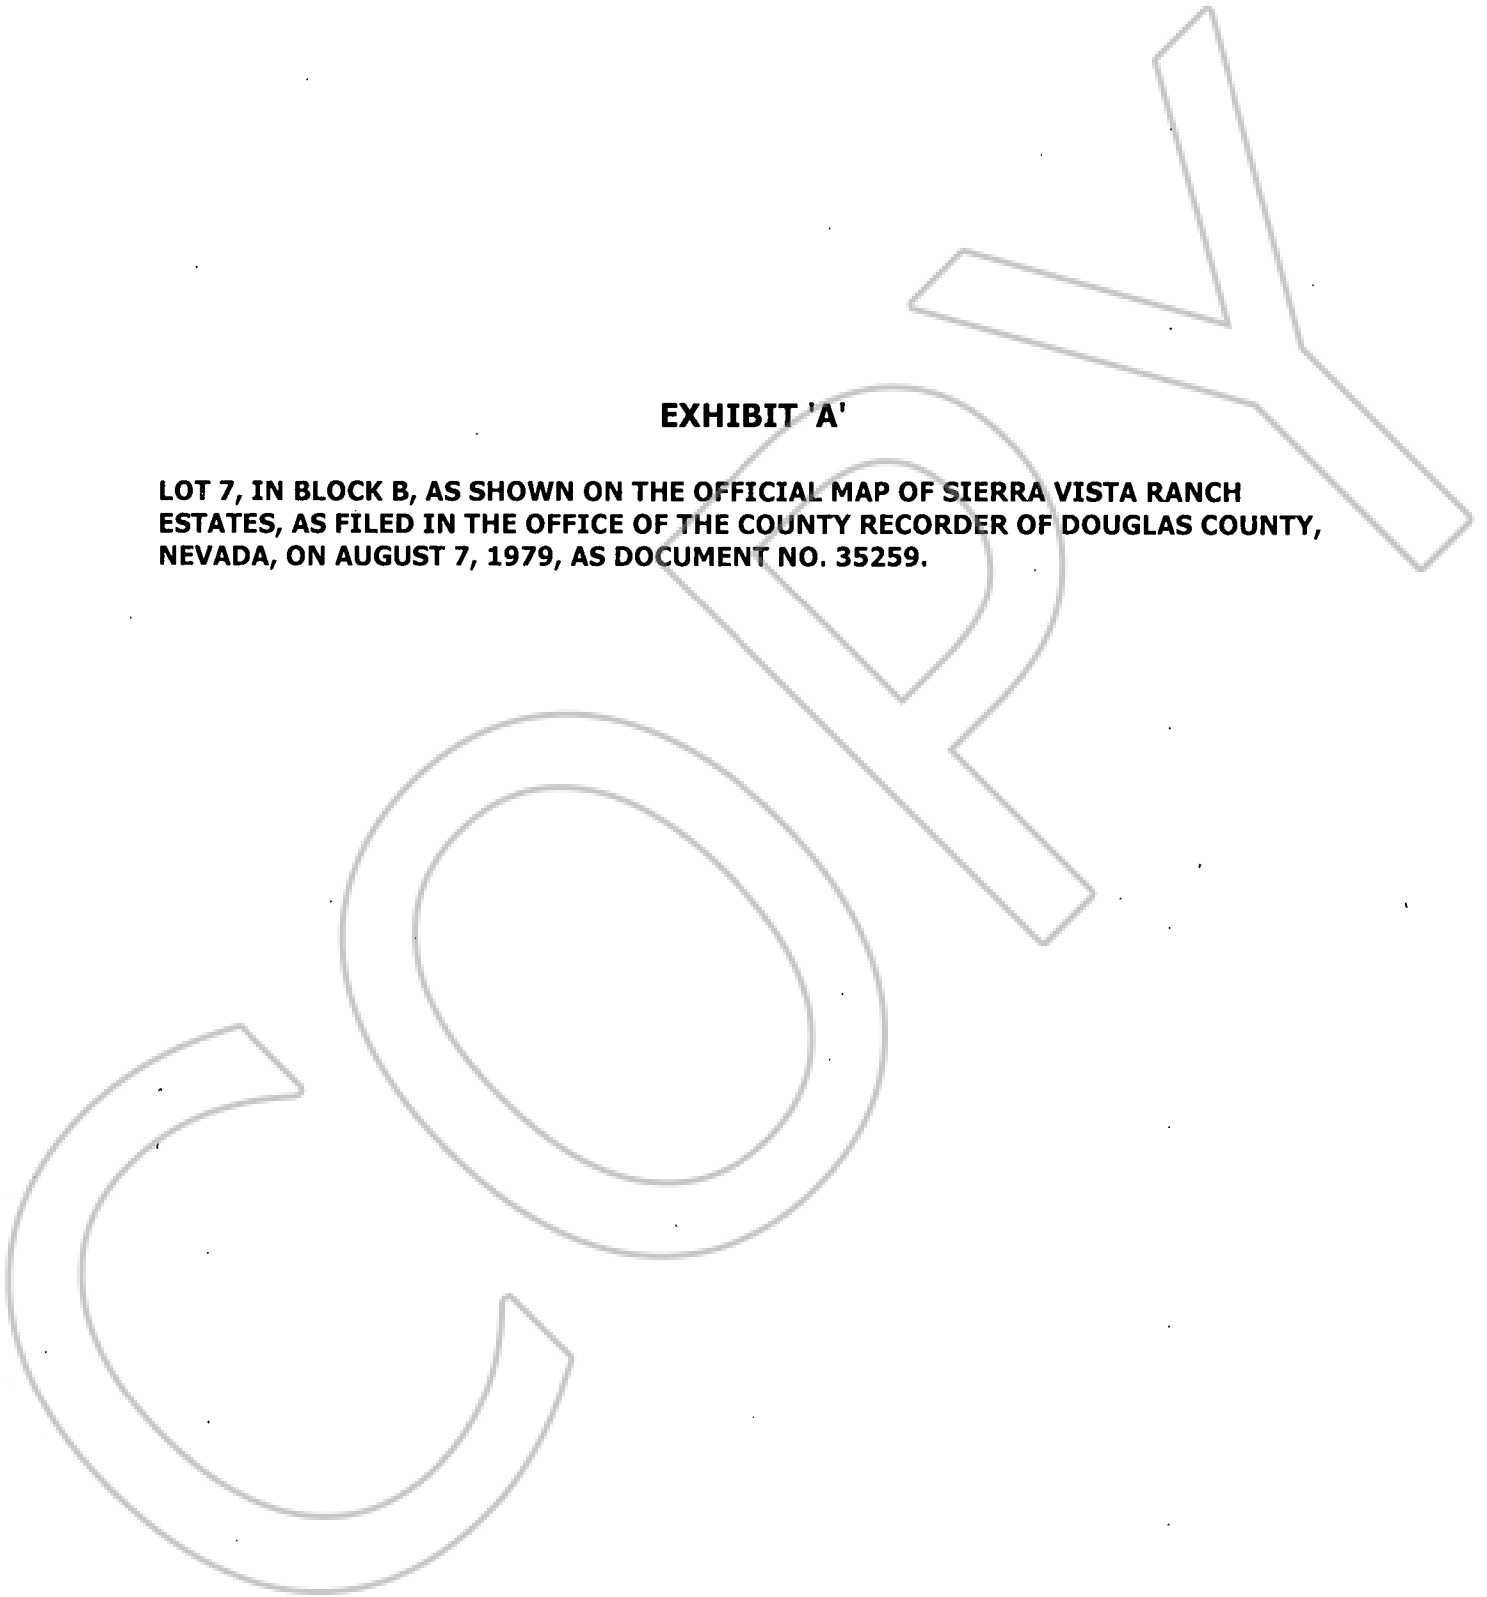 EXHIBIT 'A'
LOT 7, IN BLOCK B, AS SHOWN ON THE OFFICIAL MAP OF SIERRA VISTA RANCH
ESTATES, AS FILED IN THE OFFICE OF THE COUNTY RECORDER OF DOUGLAS COUNTY,
NEVADA, ON AUGUST 7, 1979, AS DOCUMENT NO. 35259.
COPY